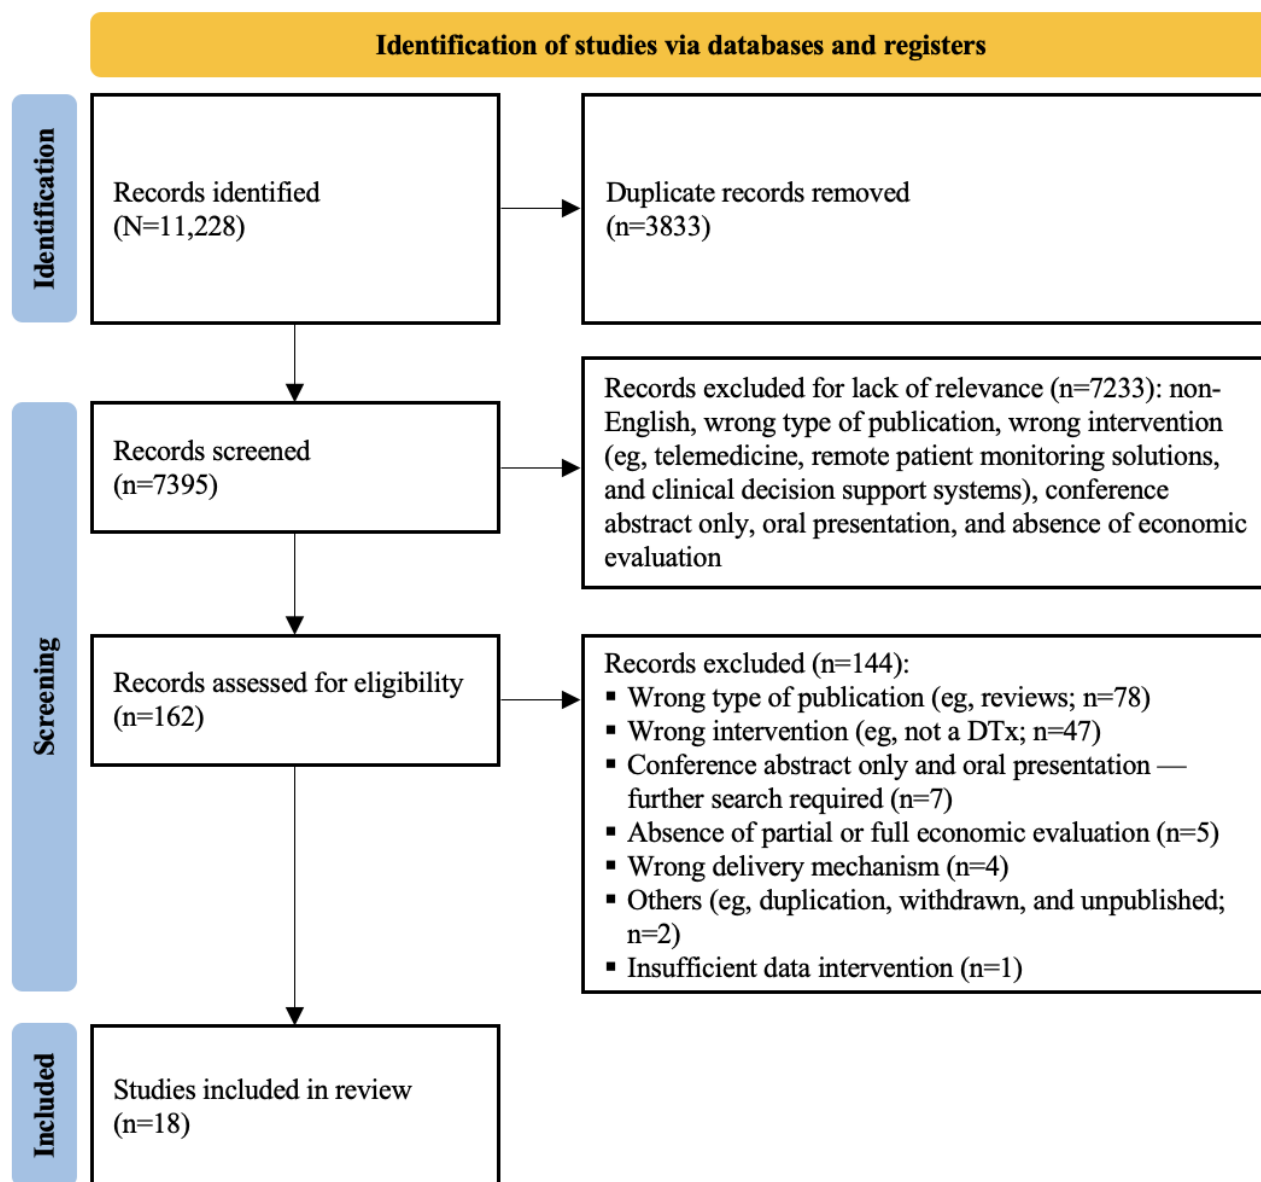 Identification of studies via databases and registers
Identification
Records identified
(N=11,228)
Duplicate records removed
(n=3833)
Screening
Records screened
(n=7395)
Records excluded for lack of relevance (n=7233): non-
English, wrong type of publication, wrong intervention
(eg, telemedicine, remote patient monitoring solutions,
and clinical decision support systems), conference
abstract only, oral presentation, and absence of economic
evaluation
Records assessed for eligibility
(n=162)
Records excluded (n=144):
▪ Wrong type of publication (eg, reviews; n=78)
▪ Wrong intervention (eg, not a DTx; n=47)
▪ Conference abstract only and oral presentation —
further search required (n=7)
▪ Absence of partial or full economic evaluation (n=5)
▪ Wrong delivery mechanism (n=4)
▪ Others (eg, duplication, withdrawn, and unpublished;
n=2)
▪ Insufficient data intervention (n=1)
Included
Studies included in review
(n=18)